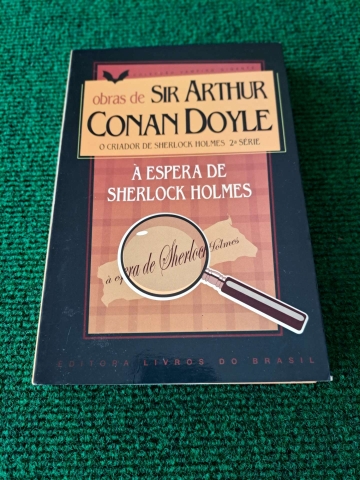 obras de SIR ARTHUR
CONAN DOYLE
O CRIADOR DE SHERLOCK HOLMES 2ª SÉRIE
À ESPERA DE
SHERLOCK HOLMES
à espera de Sherlock Holmes
EDITORA LIVROS DO BRASIL